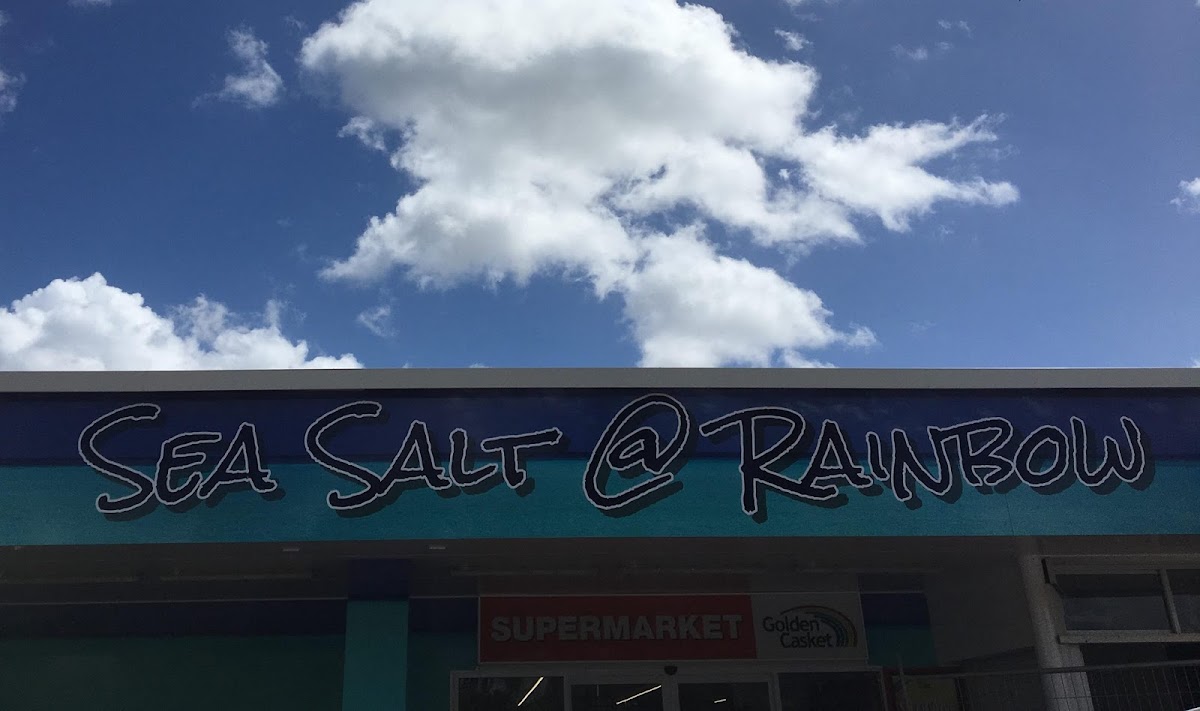 SEA SALT @ RAINBOW
SUPERMARKET
Golden
Casket